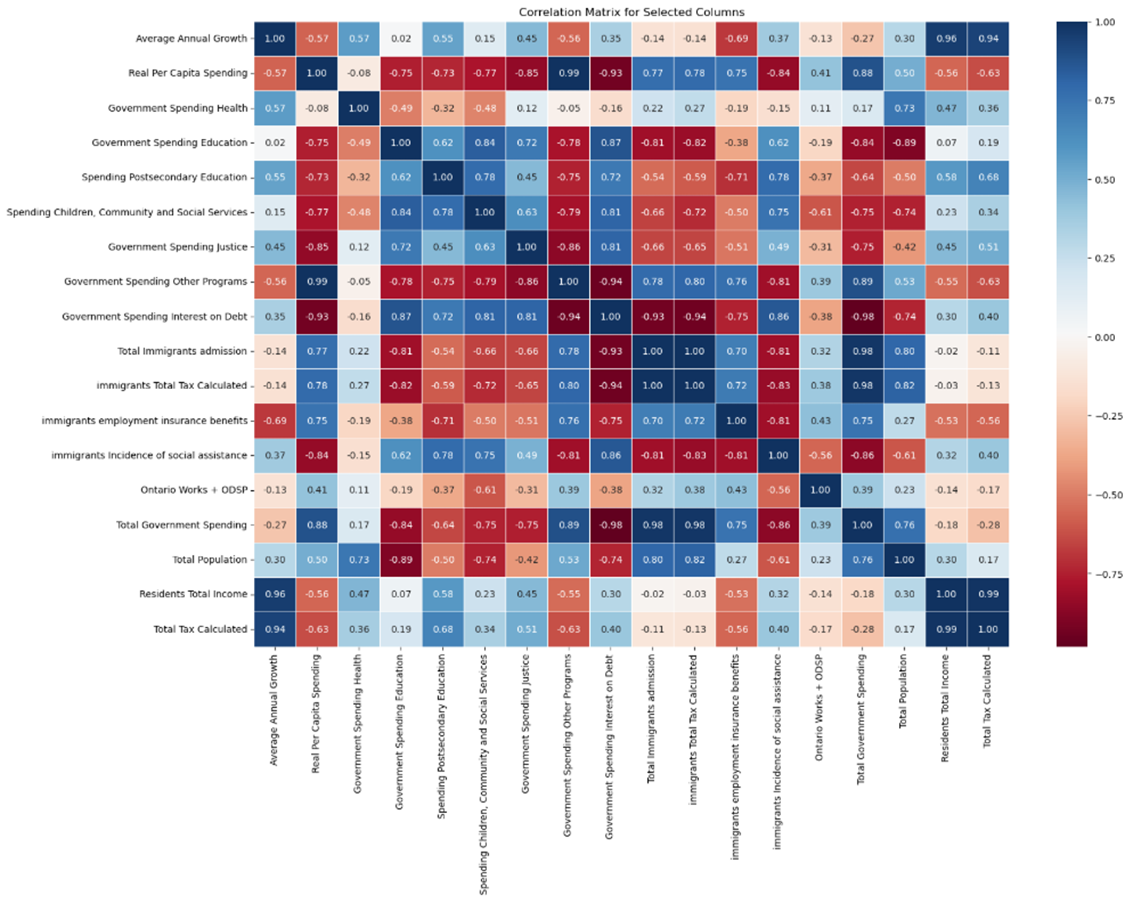 Correlation Matrix for Selected Columns
Average Annual Growth 1.00 -0.57 0.57 0.02 0.55 0.15 0.45 -0.56 0.35 -0.14 -0.14 -0.69 0.37 -0.13 -0.27 0.30 0.96 0.94
Real Per Capita Spending -0.57 1.00 -0.08 -0.75 -0.73 -0.77 -0.85 0.99 -0.93 0.77 0.78 0.75 -0.84 0.41 0.88 0.50 -0.56 -0.63
Government Spending Health 0.57 -0.08 1.00 -0.49 -0.32 -0.48 0.12 -0.05 -0.16 0.22 0.27 -0.19 -0.15 0.11 0.17 0.73 0.47 0.36
Government Spending Education 0.02 -0.75 -0.49 1.00 0.62 0.84 0.72 -0.78 0.87 -0.81 -0.82 -0.38 0.62 -0.19 -0.84 -0.89 0.07 0.19
Spending Postsecondary Education 0.55 -0.73 -0.32 0.62 1.00 0.78 0.45 -0.75 0.72 -0.54 -0.59 -0.71 0.78 -0.37 -0.64 -0.50 0.58 0.68
Spending Children, Community and Social Services 0.15 -0.77 -0.48 0.84 0.78 1.00 0.63 -0.79 0.81 -0.66 -0.72 -0.50 0.75 -0.61 -0.75 -0.74 0.23 0.34
Government Spending Justice 0.45 -0.85 0.12 0.72 0.45 0.63 1.00 -0.86 0.81 -0.66 -0.65 -0.51 0.49 -0.31 -0.75 -0.42 0.45 0.51
Government Spending Other Programs -0.56 0.99 -0.05 -0.78 -0.75 -0.79 -0.86 1.00 -0.94 0.78 0.80 0.76 -0.81 0.39 0.89 0.53 -0.55 -0.63
Government Spending Interest on Debt 0.35 -0.93 -0.16 0.87 0.72 0.81 0.81 -0.94 1.00 -0.93 -0.94 -0.75 0.86 -0.38 -0.98 -0.74 0.30 0.40
Total Immigrants admission -0.14 0.77 0.22 -0.81 -0.54 -0.66 -0.66 0.78 -0.93 1.00 1.00 0.70 -0.81 0.32 0.98 0.80 -0.02 -0.11
immigrants Total Tax Calculated -0.14 0.78 0.27 -0.82 -0.59 -0.72 -0.65 0.80 -0.94 1.00 1.00 0.72 -0.83 0.38 0.98 0.82 -0.03 -0.13
immigrants employment insurance benefits -0.69 0.75 -0.19 -0.38 -0.71 -0.50 -0.51 0.76 -0.75 0.70 0.72 1.00 -0.81 0.43 0.75 0.27 -0.53 -0.56
immigrants Incidence of social assistance 0.37 -0.84 -0.15 0.62 0.78 0.75 0.49 -0.81 0.86 -0.81 -0.83 -0.81 1.00 -0.56 -0.86 -0.61 0.32 0.40
Ontario Works + ODSP -0.13 0.41 0.11 -0.19 -0.37 -0.61 -0.31 0.39 -0.38 0.32 0.38 0.43 -0.56 1.00 0.39 0.23 -0.14 -0.17
Total Government Spending -0.27 0.88 0.17 -0.84 -0.64 -0.75 -0.75 0.89 -0.98 0.98 0.98 0.75 -0.86 0.39 1.00 0.76 -0.18 -0.28
Total Population 0.30 0.50 0.73 -0.89 -0.50 -0.74 -0.42 0.53 -0.74 0.80 0.82 0.27 -0.61 0.23 0.76 1.00 0.30 0.17
Residents Total Income 0.96 -0.56 0.47 0.07 0.58 0.23 0.45 -0.55 0.30 -0.02 -0.03 -0.53 0.32 -0.14 -0.18 0.30 1.00 0.99
Total Tax Calculated 0.94 -0.63 0.36 0.19 0.68 0.34 0.51 -0.63 0.40 -0.11 -0.13 -0.56 0.40 -0.17 -0.28 0.17 0.99 1.00
Average Annual Growth
Real Per Capita Spending
Government Spending Health
Government Spending Education
Spending Postsecondary Education
Spending Children, Community and Social Services
Government Spending Justice
Government Spending Other Programs
Government Spending Interest on Debt
Total Immigrants admission
immigrants Total Tax Calculated
immigrants employment insurance benefits
immigrants Incidence of social assistance
Ontario Works + ODSP
Total Government Spending
Total Population
Residents Total Income
Total Tax Calculated
1.00
0.75
0.50
0.25
0.00
-0.25
-0.50
-0.75